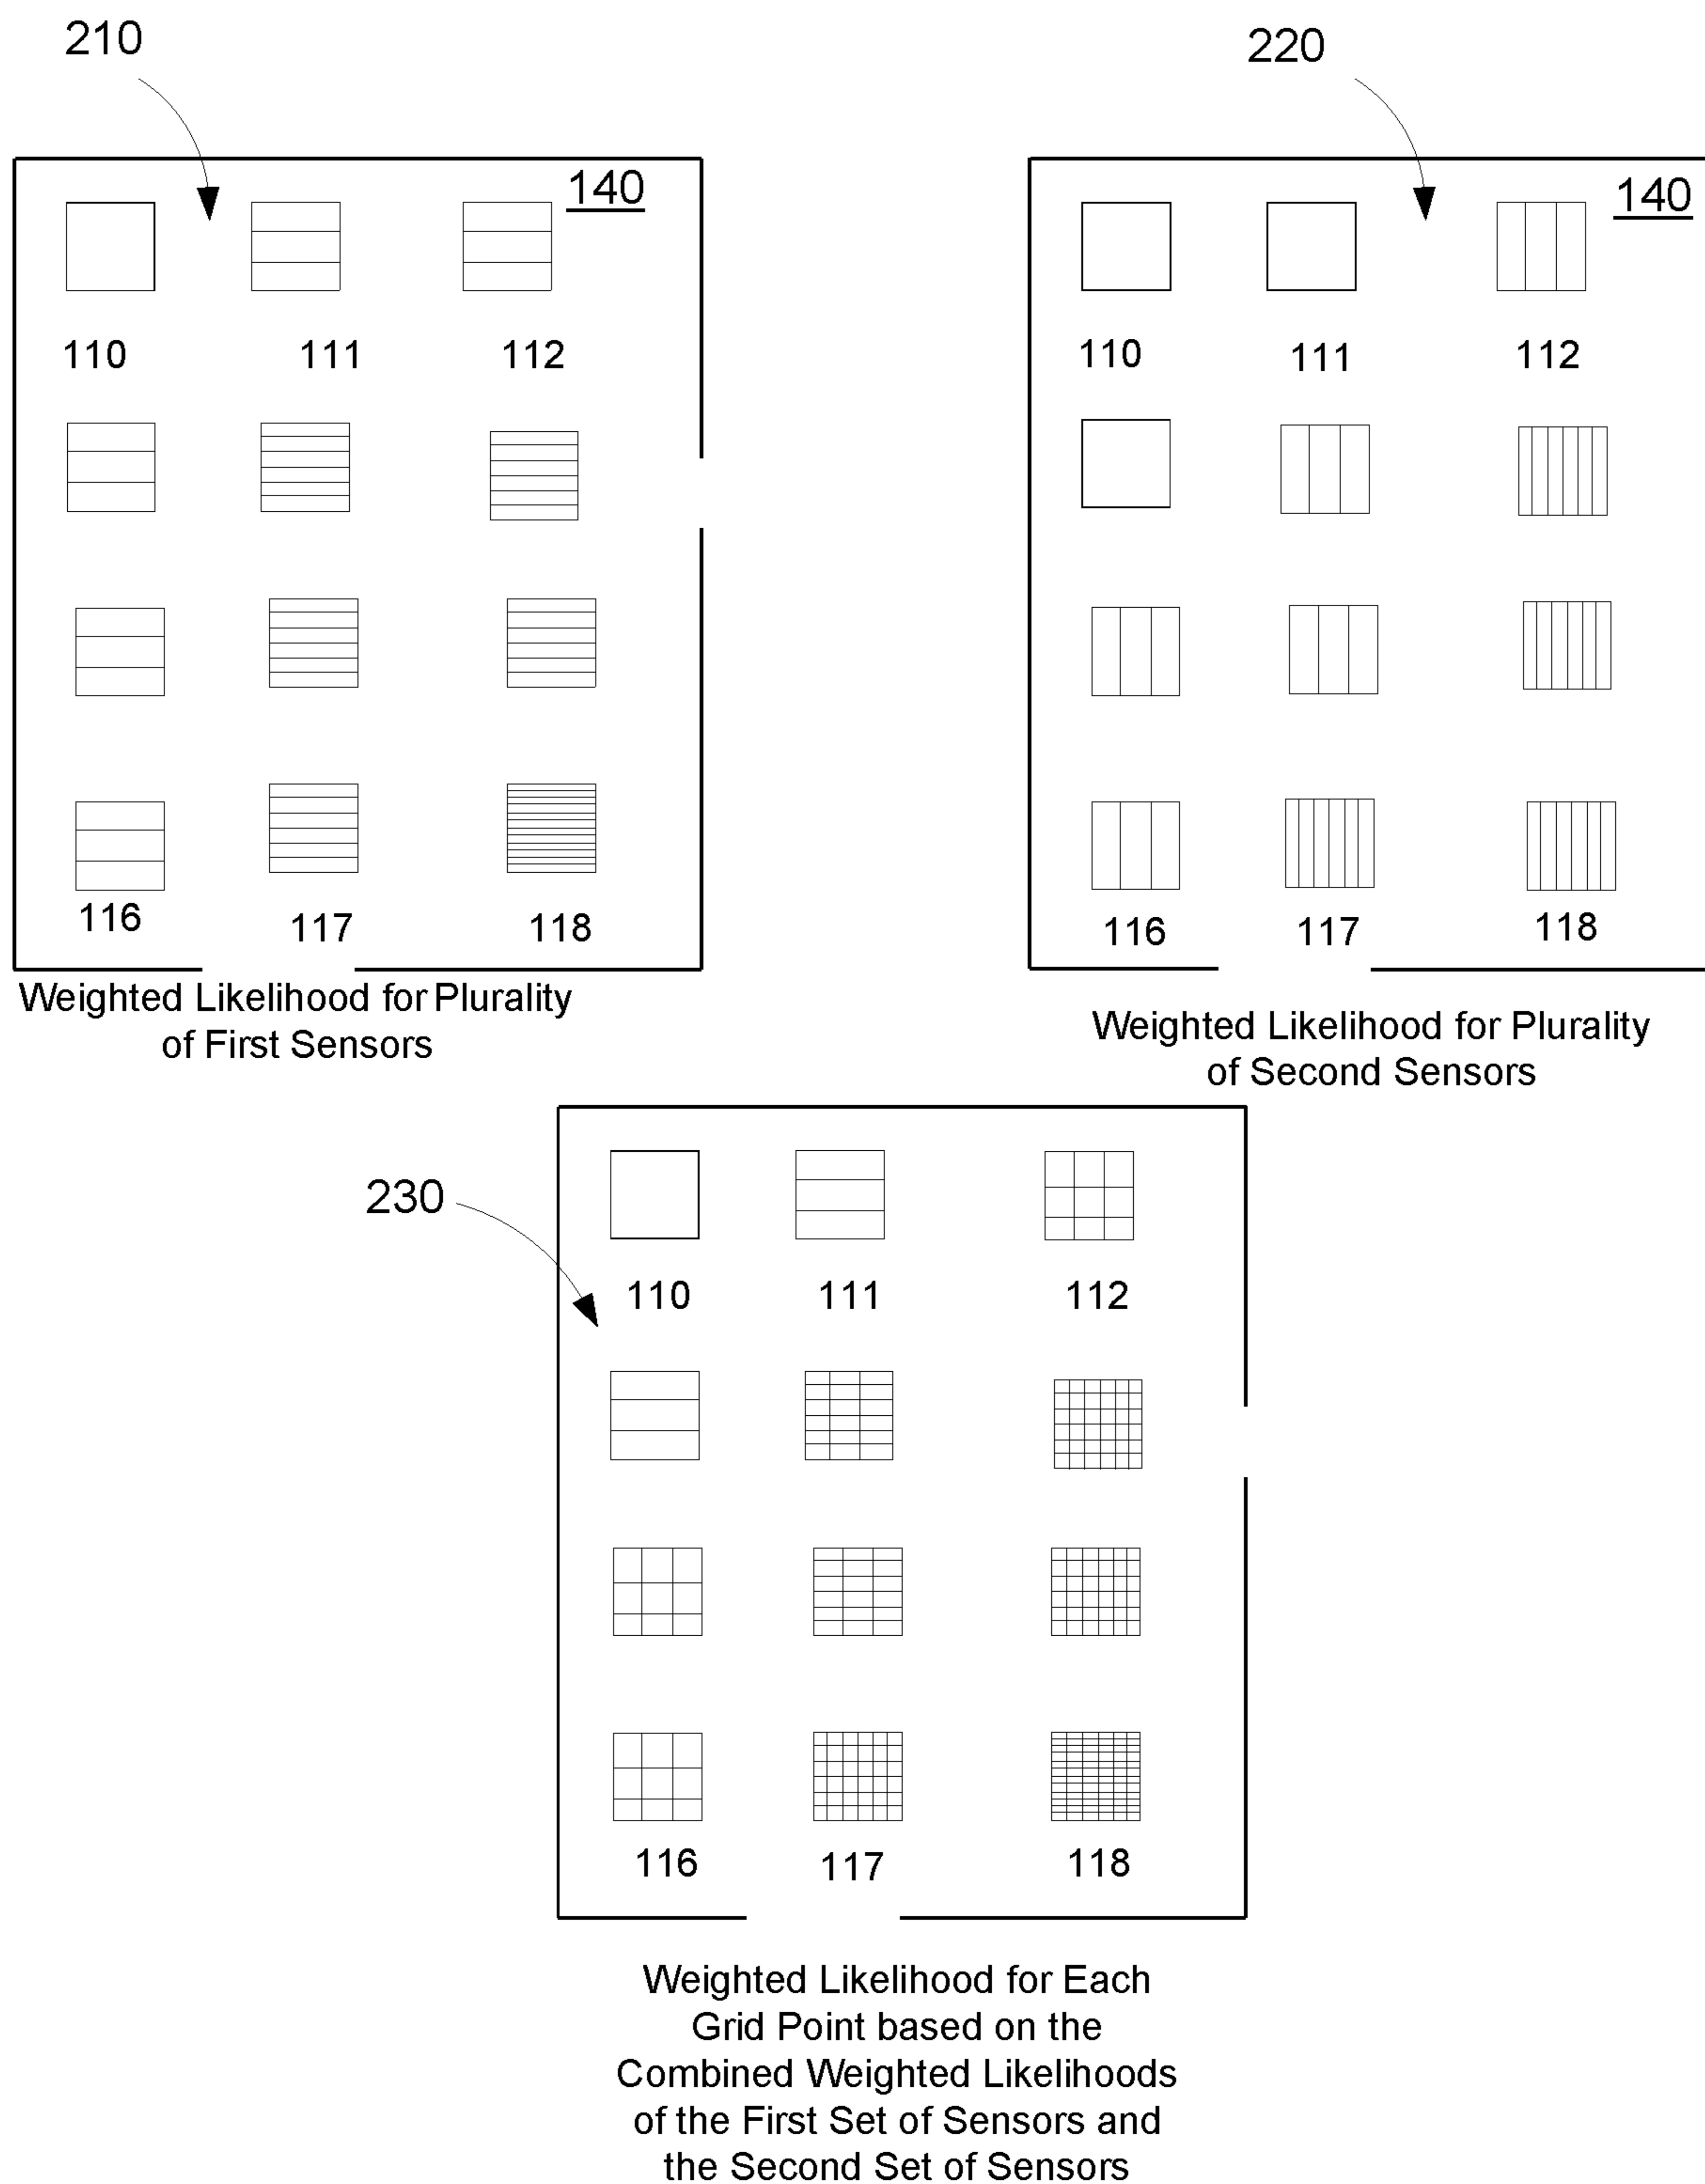 210
220
140
140
110
111
112
110
111
112
116
117
118
116
117
118
Weighted Likelihood for Plurality
of First Sensors
Weighted Likelihood for Plurality
of Second Sensors
230
110
111
112
116
117
118
Weighted Likelihood for Each
Grid Point based on the
Combined Weighted Likelihoods
of the First Set of Sensors and
the Second Set of Sensors